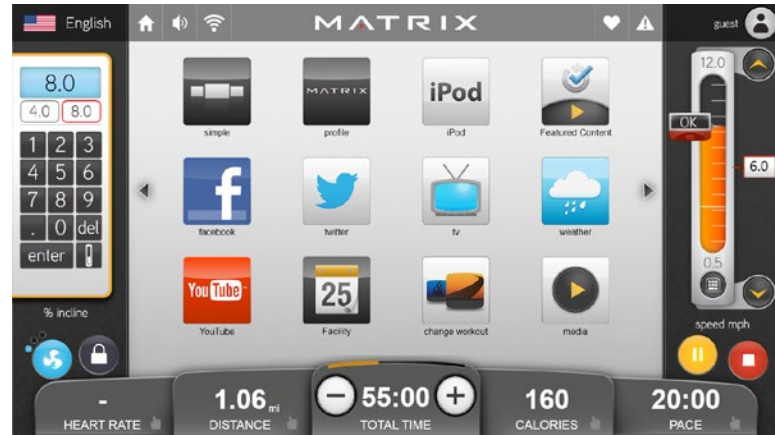 English
MATRIX
guest
8.0
4.0 8.0
1 2 3
4 5 6
7 8 9
. 0 del
enter
% incline
simple
MATRIX
profile
iPod
iPod
Featured Content
f
facebook
twitter
tv
weather
You Tube
YouTube
25
Facility
change workout
media
12.0
OK
6.0
0.5
speed mph
-
HEART RATE
1.06 mi
DISTANCE
55:00
TOTAL TIME
160
CALORIES
20:00
PACE